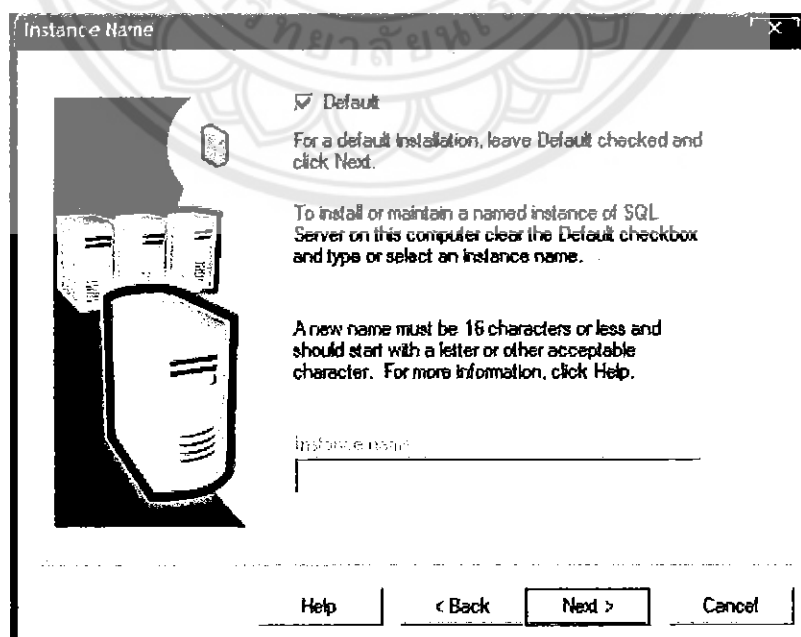 Instance Name
Default
For a default installation, leave Default checked and
click Next.
To install or maintain a named instance of SQL
Server on this computer clear the Default checkbox
and type or select an instance name.
A new name must be 16 characters or less and
should start with a letter or other acceptable
character. For more information, click Help.
Instance name
Help
< Back
Next >
Cancel